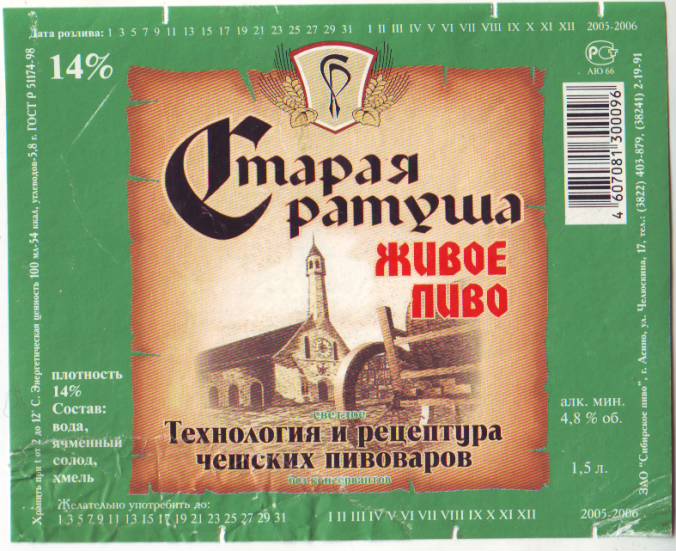 Дата розлива: 1 3 5 7 9 11 13 15 17 19 21 23 25 27 29 31 I II III IV V VI VII VIII IX X XI XII 2005-2006
14%
РСТ
АЮ 66
Старая
ратуша
живое
пиво
4 607081 300096
плотность
14%
Состав:
вода,
ячменный
солод,
хмель
светлое
Технология и рецептура
чешских пивоваров
без консервантов
алк. мин.
4,8 % об.
1,5 л.
Желательно употребить до:
1 3 5 7 9 11 13 15 17 19 21 23 25 27 29 31 I II III IV V VI VII VIII IX X XI XII 2005-2006
Хранить при t от 2 до 12° С. Энергетическая ценность 100 мл-54 ккал, углеводов-5,8 г. ГОСТ Р 51174-98
ЗАО "Сибирское пиво", г. Асино, ул. Челюскина, 17, тел.: (3822) 403-879, (38241) 2-19-91